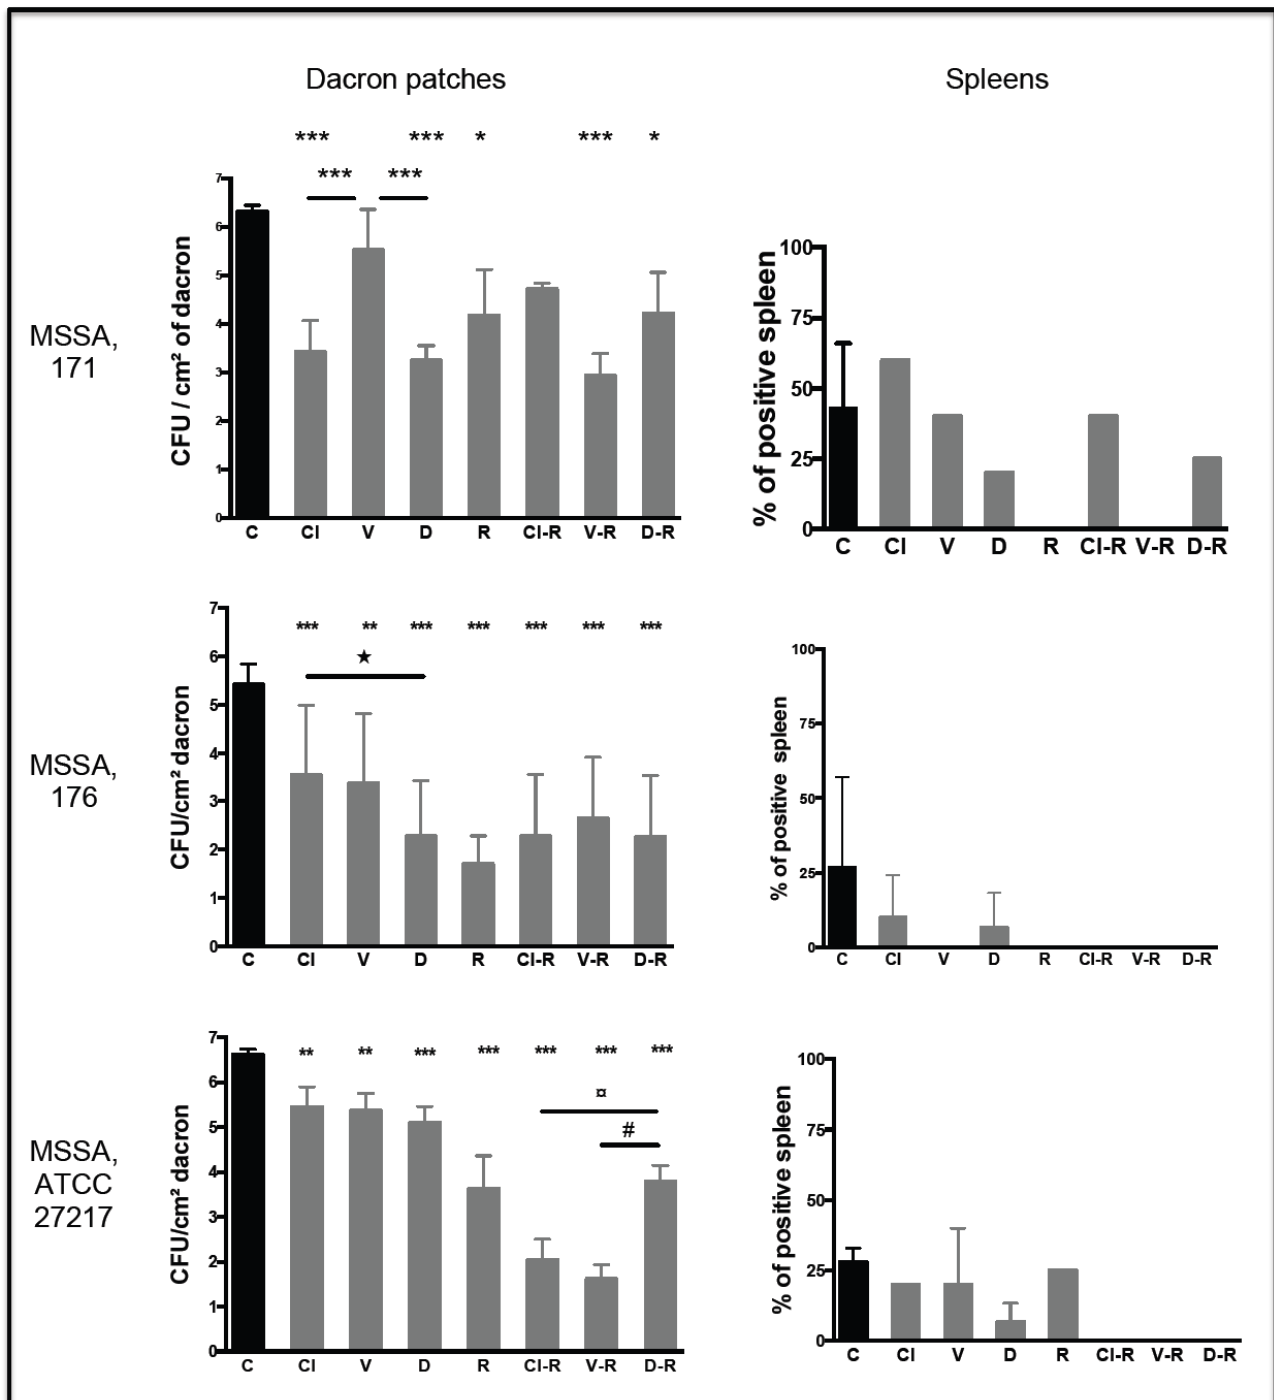 Dacron patches
Spleens
MSSA,
171
*** *** * *** *
*** ***
CFU / cm² of dacron
7
6
5
4
3
2
1
0
C Cl V D R Cl-R V-R D-R
% of positive spleen
100
75
50
25
0
C Cl V D R Cl-R V-R D-R
MSSA,
176
*** ** *** *** *** *** ***
★
CFU/cm² dacron
7
6
5
4
3
2
1
0
C Cl V D R Cl-R V-R D-R
% of positive spleen
100
75
50
25
0
C Cl V D R Cl-R V-R D-R
MSSA,
ATCC
27217
** ** *** *** *** *** ***
¤
#
CFU/cm² dacron
7
6
5
4
3
2
1
0
C Cl V D R Cl-R V-R D-R
% of positive spleen
100
75
50
25
0
C Cl V D R Cl-R V-R D-R